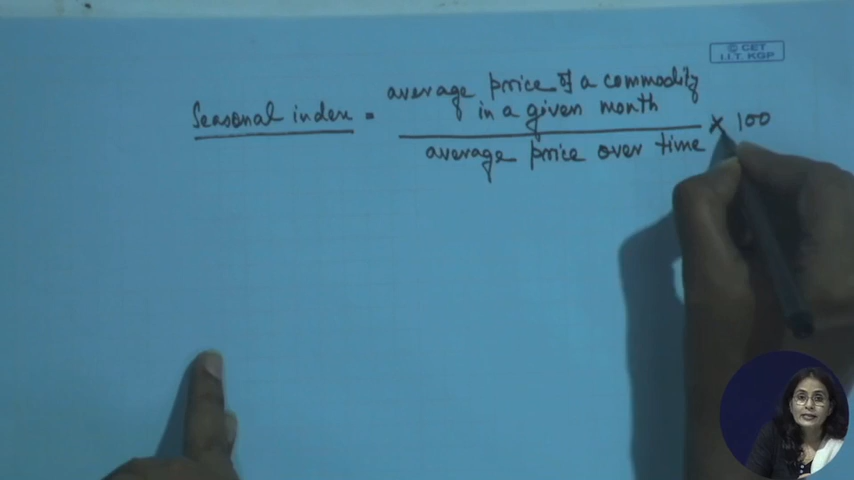 © CET
I.I.T. KGP
Seasonal index = average price of a commodity
in a given month
average price over time × 100